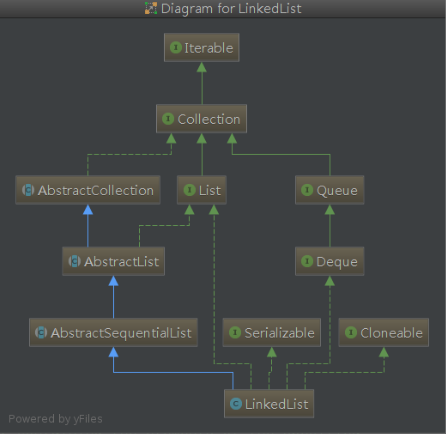 Diagram for LinkedList
I Iterable
I Collection
C AbstractCollection
I List
I Queue
C AbstractList
I Deque
C AbstractSequentialList
I Serializable
I Cloneable
C LinkedList
Powered by yFiles